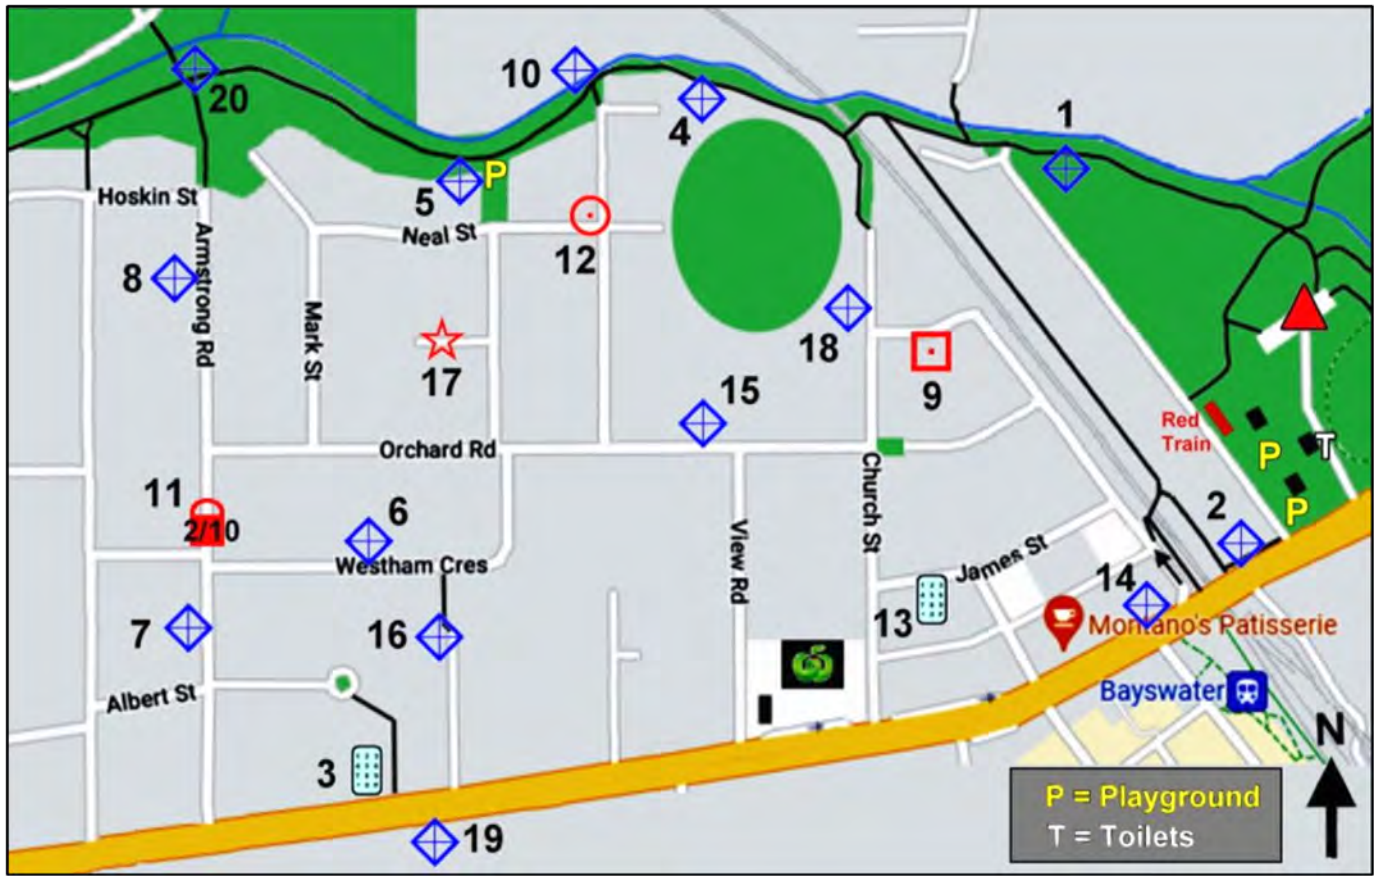 10
20
4
1
P
5
Hoskin St
Armstrong Rd
Neal St
12
8
Mark St
17
18
9
15
Red
Train
P
T
Orchard Rd
Church St
11
2/10
6
P
2
View Rd
Westham Cres
James St
14
7
16
13
Montano's Patisserie
Albert St
Bayswater
N
3
P = Playground
T = Toilets
19